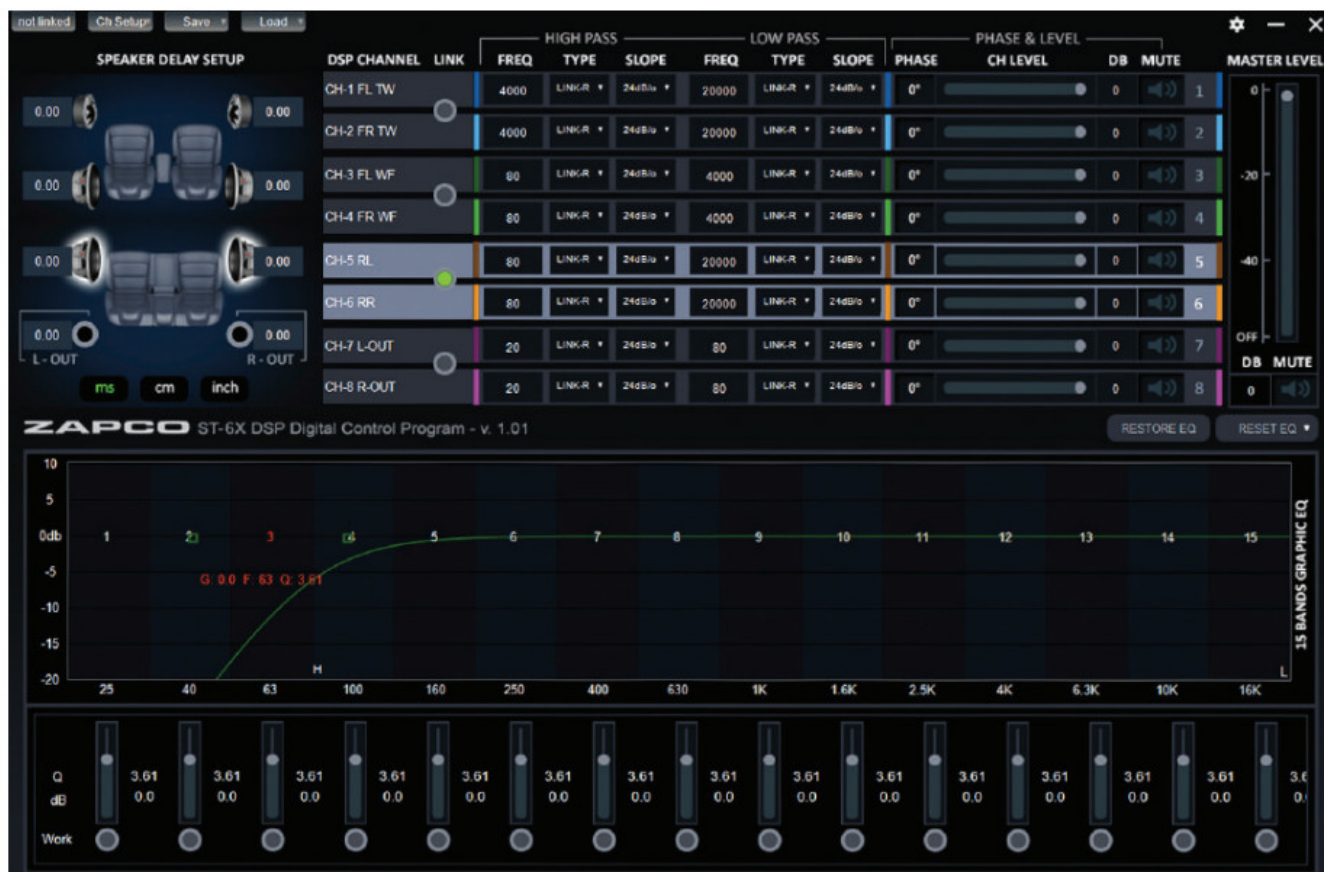 not linked Ch Setup Save Load
HIGH PASS LOW PASS PHASE & LEVEL
SPEAKER DELAY SETUP DSP CHANNEL LINK FREQ TYPE SLOPE FREQ TYPE SLOPE PHASE CH LEVEL DB MUTE MASTER LEVEL
0.00 0.00 CH-1 FL TW 4000 LINK-R 24dB/o 20000 LINK-R 24dB/o 0° 0 1 0
CH-2 FR TW 4000 LINK-R 24dB/o 20000 LINK-R 24dB/o 0° 0 2
0.00 0.00 CH-3 FL WF 80 LINK-R 24dB/o 4000 LINK-R 24dB/o 0° 0 3 -20
CH-4 FR WF 80 LINK-R 24dB/o 4000 LINK-R 24dB/o 0° 0 4
0.00 0.00 CH-5 RL 80 LINK-R 24dB/o 20000 LINK-R 24dB/o 0° 0 5 -40
CH-6 RR 80 LINK-R 24dB/o 20000 LINK-R 24dB/o 0° 0 6
0.00 0.00 CH-7 L-OUT 20 LINK-R 24dB/o 80 LINK-R 24dB/o 0° 0 7 OFF
L - OUT R - OUT
DB MUTE
ms cm inch CH-8 R-OUT 20 LINK-R 24dB/o 80 LINK-R 24dB/o 0° 0 8 0
ZAPCO ST-6X DSP Digital Control Program - v. 1.01 RESTORE EQ RESET EQ
10
5
0db 1 2 3 4 5 6 7 8 9 10 11 12 13 14 15
-5
G: 0.0 F: 63 Q: 3.61
-10
-15
H L
-20
25 40 63 100 160 250 400 630 1K 1.6K 2.5K 4K 6.3K 10K 16K
15 BANDS GRAPHIC EQ
Q 3.61 3.61 3.61 3.61 3.61 3.61 3.61 3.61 3.61 3.61 3.61 3.61 3.61 3.61
dB 0.0 0.0 0.0 0.0 0.0 0.0 0.0 0.0 0.0 0.0 0.0 0.0 0.0 0.0
Work